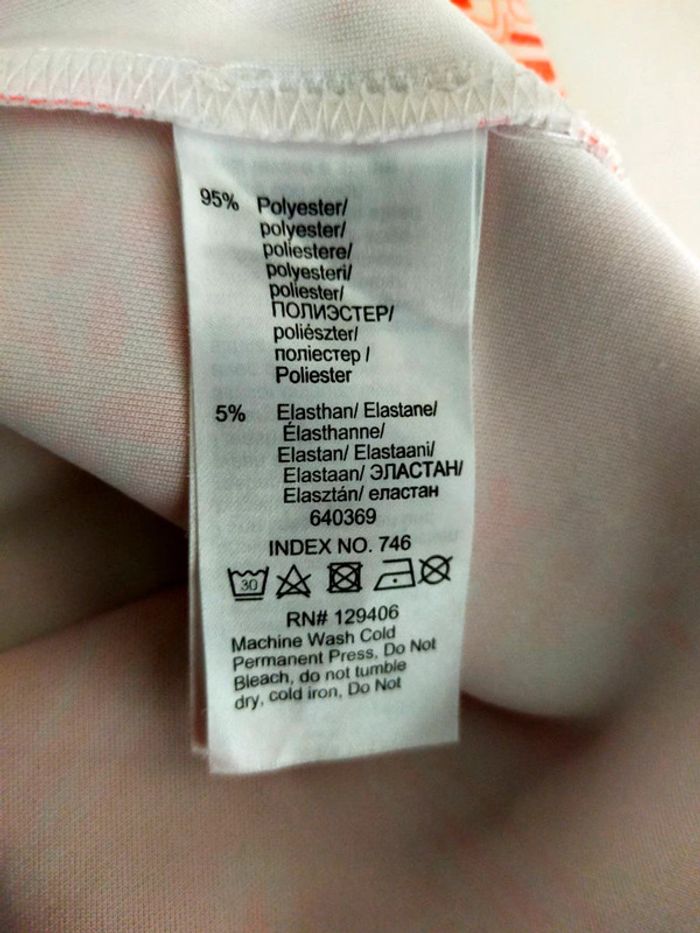 95% Polyester/
polyester/
poliestere/
polyesteri/
poliester/
ПОЛИЭСТЕР/
poliészter/
поліестер /
Poliester
5% Elasthan/ Elastane/
Élasthanne/
Elastan/ Elastaani/
Elastaan/ ЭЛАСТАН/
Elasztán/ еластан
640369
INDEX NO. 746
30
RN# 129406
Machine Wash Cold
Permanent Press, Do Not
Bleach, do not tumble
dry, cold iron, Do Not